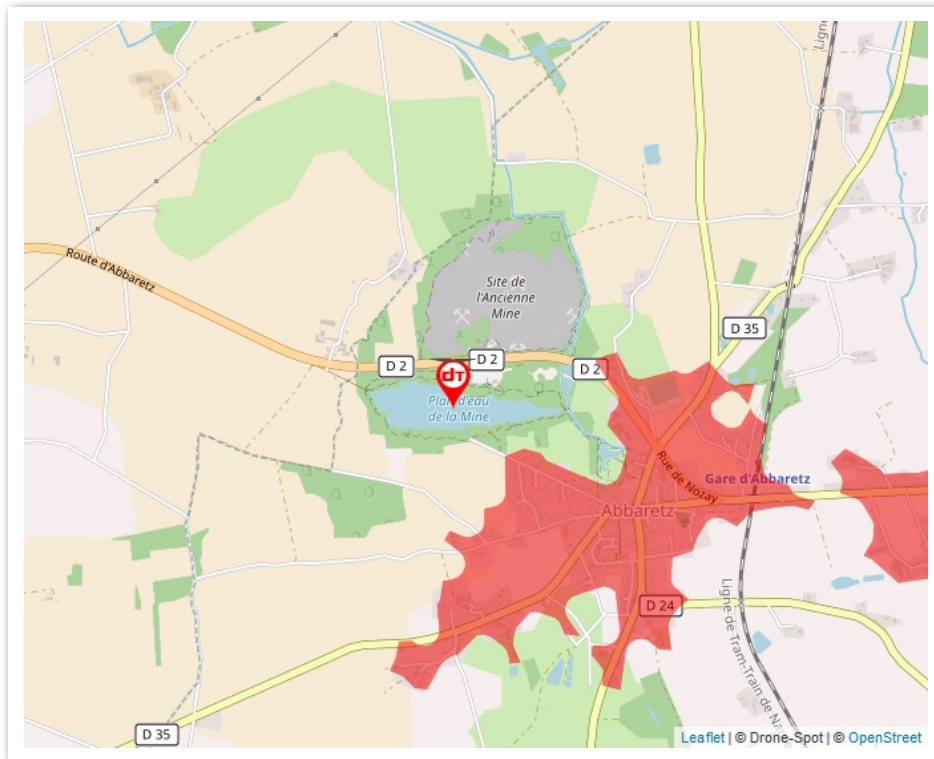 Ligne
Route d'Abbaretz
Site de
l'Ancienne
Mine
D 35
D 2
D 2
D 2
dT
Plan d'eau
de la Mine
Rue de Nozay
Gare d'Abbaretz
Abbaretz
D 24
Ligne de Tram-Train de Na
D 35
Leaflet | © Drone-Spot | © OpenStreet